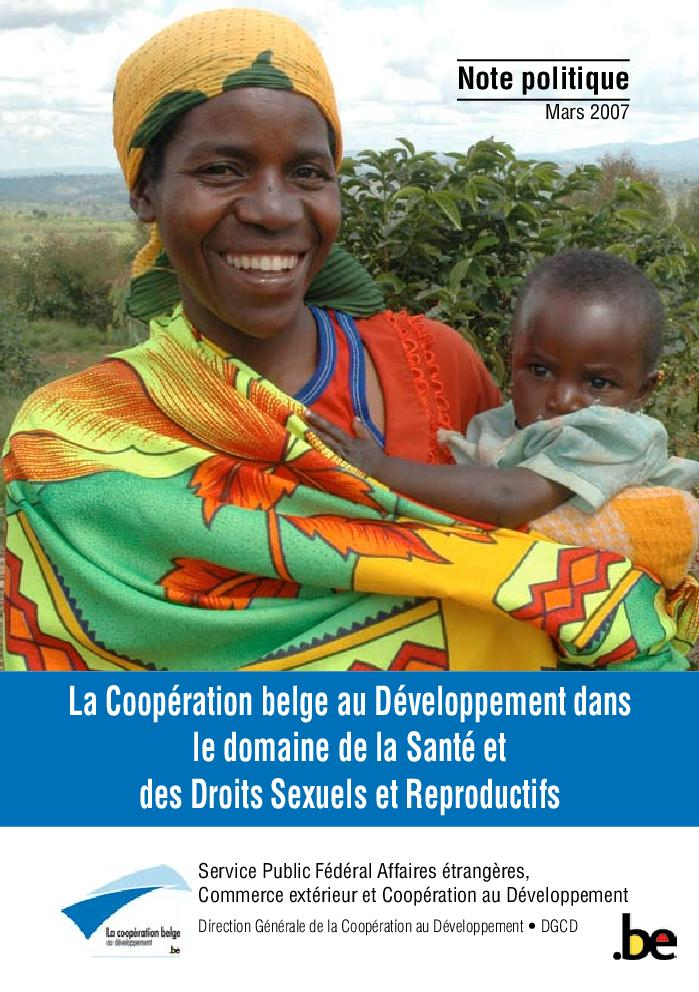 Note politique
Mars 2007
La Coopération belge au Développement dans
le domaine de la Santé et
des Droits Sexuels et Reproductifs
Service Public Fédéral Affaires étrangères,
Commerce extérieur et Coopération au Développement
Direction Générale de la Coopération au Développement • DGCD
La coopération belge
au développement
.be
.be